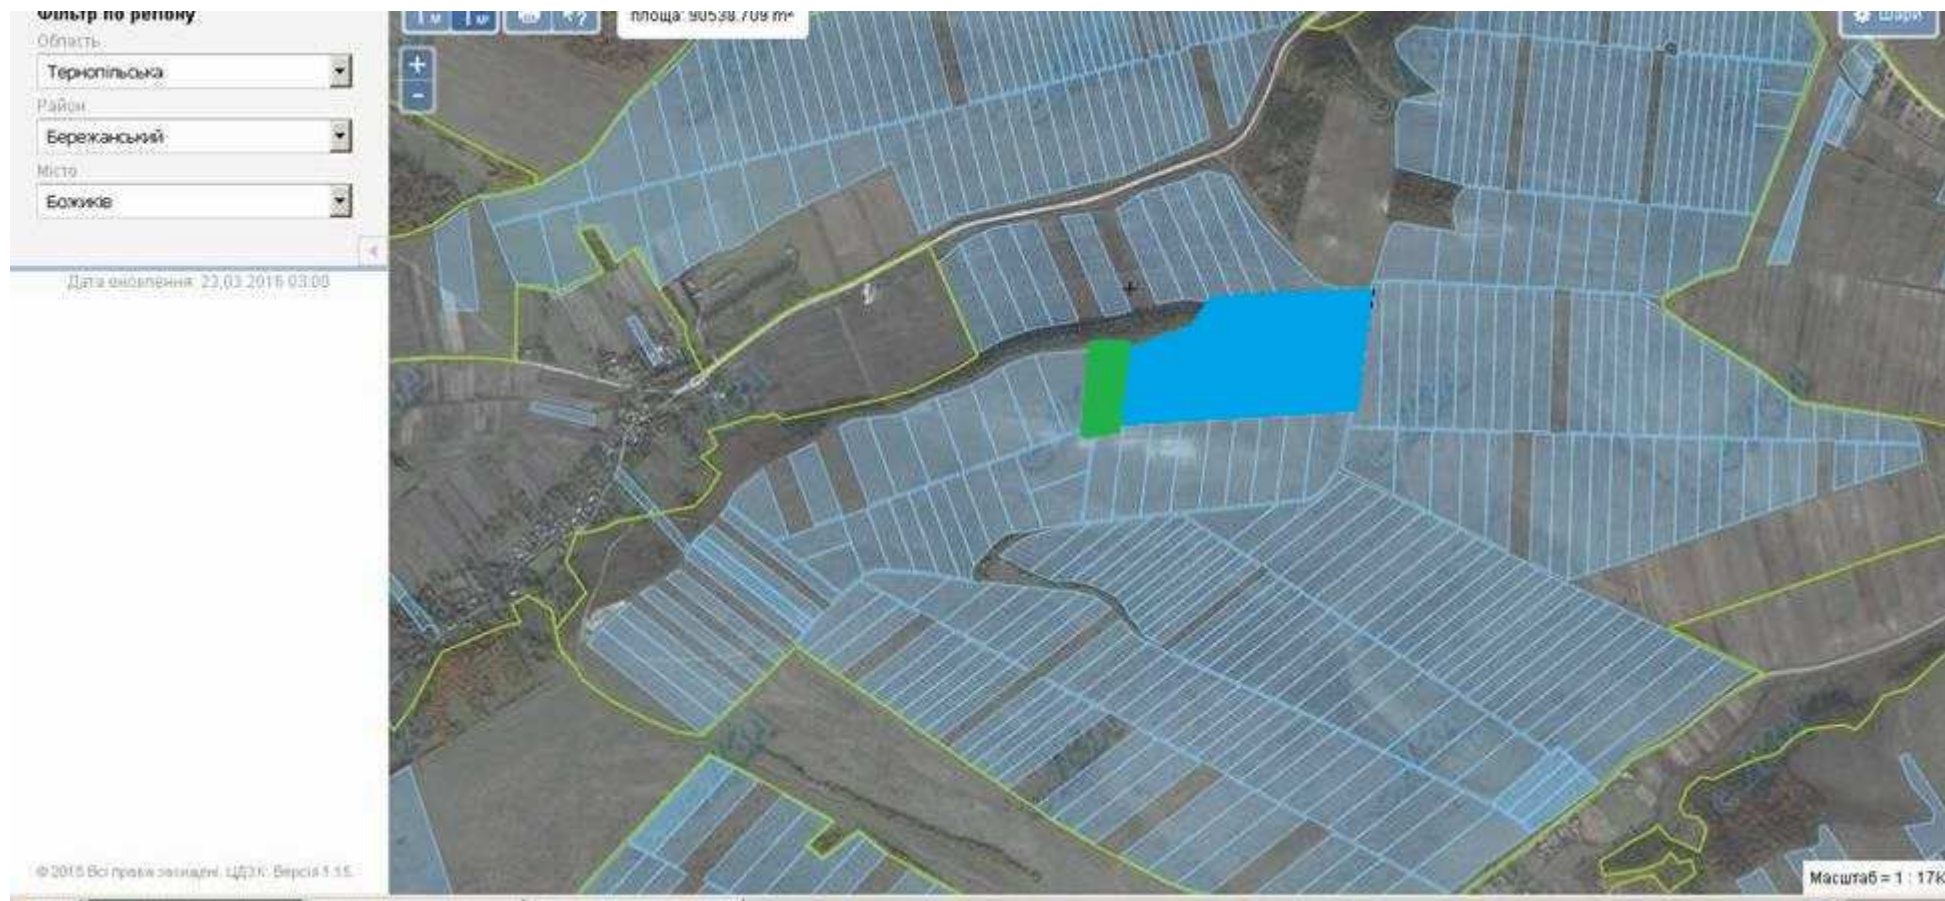 Фільтр по регіону
Область
Тернопільська
Район
Бережанський
Місто
Божиків
Дата оновлення: 23.03.2016 03:00
© 2015 Всі права захищені. ЦДЗК. Версія 1.15.
площа: 90538.709 m²
Шари
+
-
Масштаб = 1 : 17K